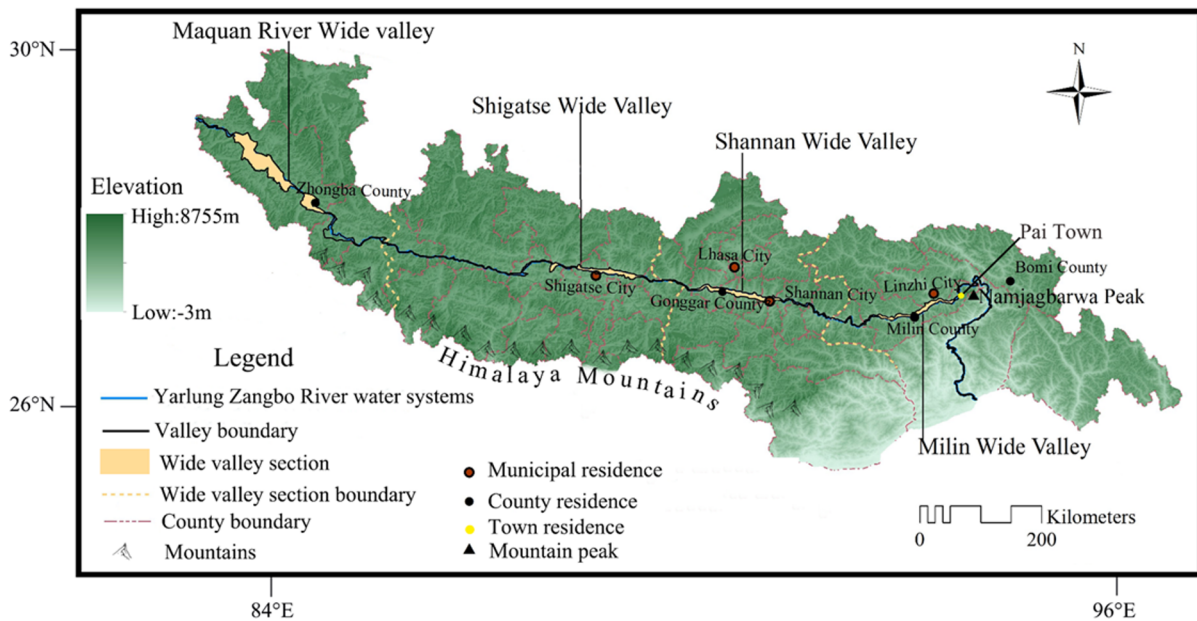 Maquan River Wide valley
30°N
N
Shigatse Wide Valley
Shannan Wide Valley
Elevation
High:8755m
Low:-3m
Zhongba County
Pai Town
Lhasa City
Bomi County
Linzhi City
Shigatse City
Gonggar County
Shannan City
Namjagbarwa Peak
Milin County
Himalaya Mountains
26°N
Milin Wide Valley
Legend
Yarlung Zangbo River water systems
Valley boundary
Wide valley section
Wide valley section boundary
County boundary
Mountains
Municipal residence
County residence
Town residence
Mountain peak
Kilometers
0 200
84°E
96°E